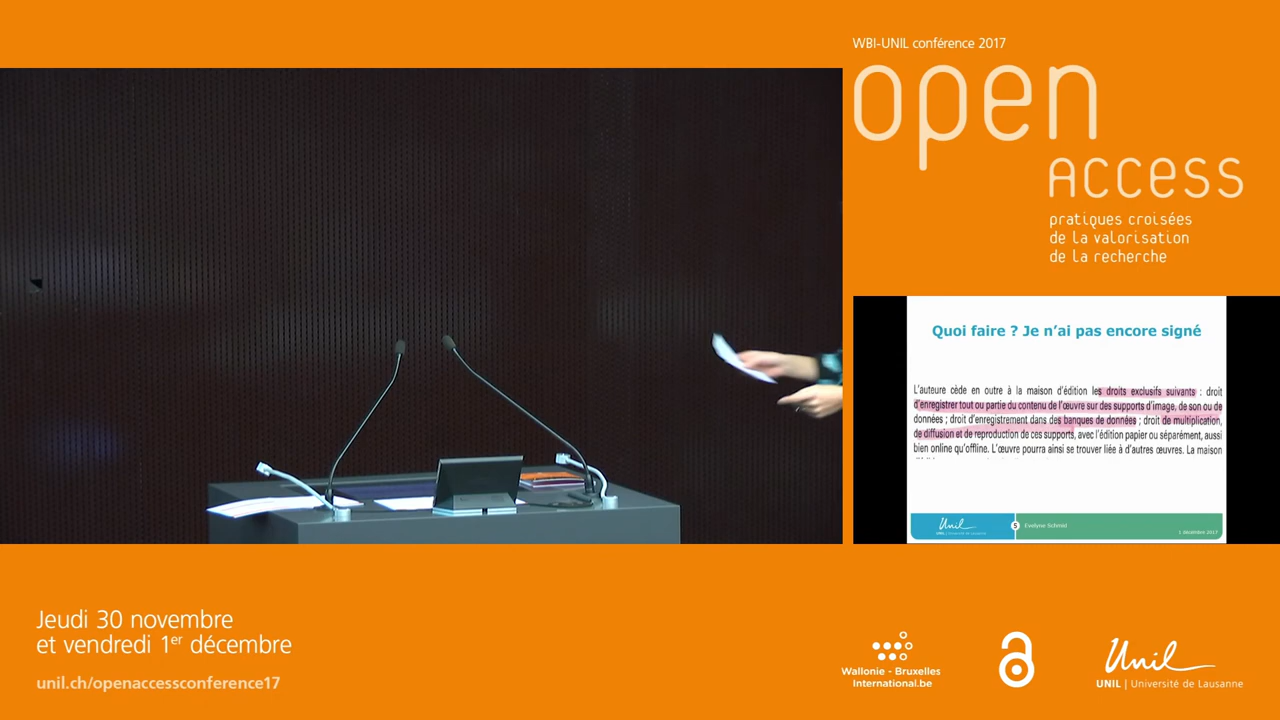 WBI-UNIL conférence 2017
open
access
pratiques croisées
de la valorisation
de la recherche
Quoi faire ? Je n'ai pas encore signé
L'auteure cède en outre à la maison d'édition les droits exclusifs suivants : droit
d'enregistrer tout ou partie du contenu de l'œuvre sur des supports d'image, de son ou de
données ; droit d'enregistrement dans des banques de données ; droit de multiplication,
de diffusion et de reproduction de ces supports, avec l'édition papier ou séparément, aussi
bien online qu'offline. L'œuvre pourra ainsi se trouver liée à d'autres œuvres. La maison
Unil
UNIL | Université de Lausanne
5
Evelyne Schmid
1 décembre 2017
Jeudi 30 novembre
et vendredi 1er décembre
unil.ch/openaccessconference17
Wallonie - Bruxelles
International.be
Unil
UNIL | Université de Lausanne